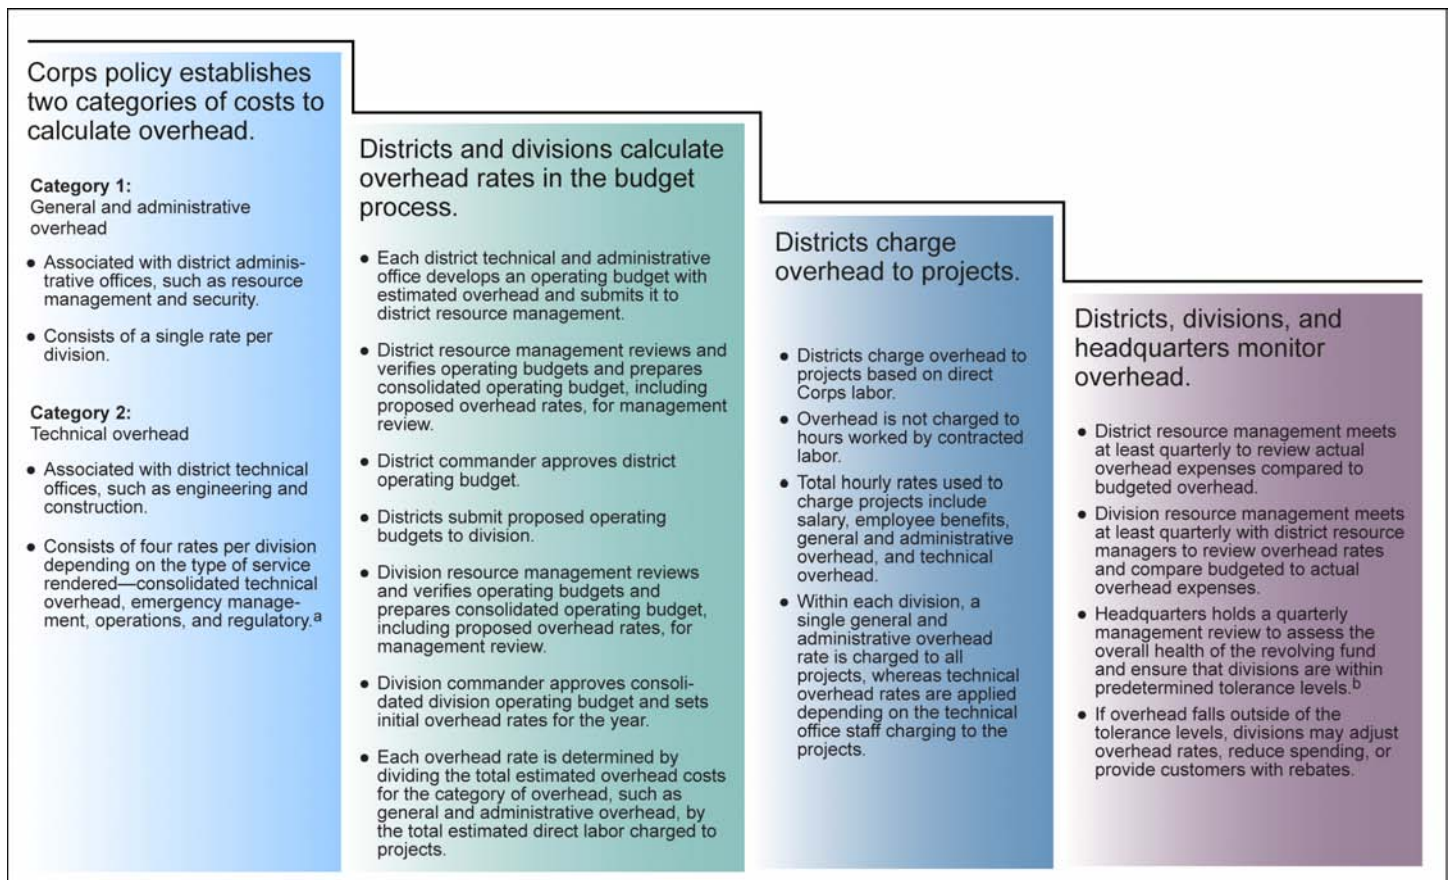 Corps policy establishes
two categories of costs to
calculate overhead.
Category 1:
General and administrative
overhead
● Associated with district adminis-
trative offices, such as resource
management and security.
● Consists of a single rate per
division.
Category 2:
Technical overhead
● Associated with district technical
offices, such as engineering and
construction.
● Consists of four rates per division
depending on the type of service
rendered—consolidated technical
overhead, emergency manage-
ment, operations, and regulatory.a
Districts and divisions calculate
overhead rates in the budget
process.
● Each district technical and administrative
office develops an operating budget with
estimated overhead and submits it to
district resource management.
● District resource management reviews and
verifies operating budgets and prepares
consolidated operating budget, including
proposed overhead rates, for management
review.
● District commander approves district
operating budget.
● Districts submit proposed operating
budgets to division.
● Division resource management reviews
and verifies operating budgets and
prepares consolidated operating budget,
including proposed overhead rates, for
management review.
● Division commander approves consoli-
dated division operating budget and sets
initial overhead rates for the year.
● Each overhead rate is determined by
dividing the total estimated overhead costs
for the category of overhead, such as
general and administrative overhead, by
the total estimated direct labor charged to
projects.
Districts charge
overhead to projects.
● Districts charge overhead to
projects based on direct
Corps labor.
● Overhead is not charged to
hours worked by contracted
labor.
● Total hourly rates used to
charge projects include
salary, employee benefits,
general and administrative
overhead, and technical
overhead.
● Within each division, a
single general and
administrative overhead
rate is charged to all
projects, whereas technical
overhead rates are applied
depending on the technical
office staff charging to the
projects.
Districts, divisions, and
headquarters monitor
overhead.
● District resource management meets
at least quarterly to review actual
overhead expenses compared to
budgeted overhead.
● Division resource management meets
at least quarterly with district resource
managers to review overhead rates
and compare budgeted to actual
overhead expenses.
● Headquarters holds a quarterly
management review to assess the
overall health of the revolving fund
and ensure that divisions are within
predetermined tolerance levels.b
● If overhead falls outside of the
tolerance levels, divisions may adjust
overhead rates, reduce spending, or
provide customers with rebates.